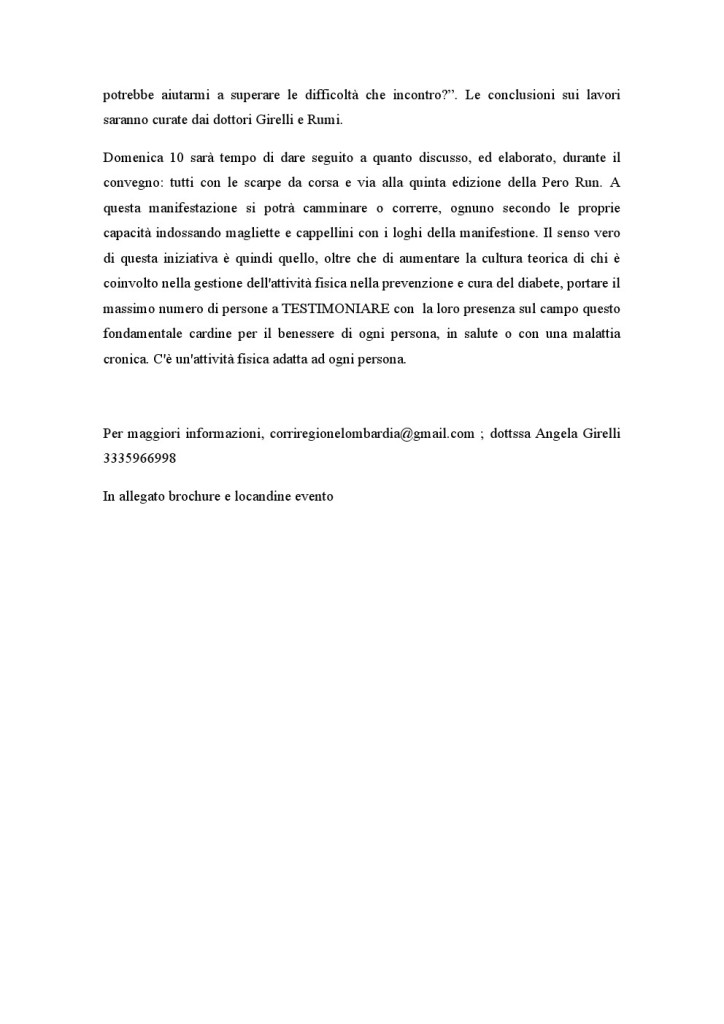 potrebbe aiutarmi a superare le difficoltà che incontro?”. Le conclusioni sui lavori
saranno curate dai dottori Girelli e Rumi.
Domenica 10 sarà tempo di dare seguito a quanto discusso, ed elaborato, durante il
convegno: tutti con le scarpe da corsa e via alla quinta edizione della Pero Run. A
questa manifestazione si potrà camminare o correrre, ognuno secondo le proprie
capacità indossando magliette e cappellini con i loghi della manifestione. Il senso vero
di questa iniziativa è quindi quello, oltre che di aumentare la cultura teorica di chi è
coinvolto nella gestione dell'attività fisica nella prevenzione e cura del diabete, portare il
massimo numero di persone a TESTIMONIARE con  la loro presenza sul campo questo
fondamentale cardine per il benessere di ogni persona, in salute o con una malattia
cronica. C'è un'attività fisica adatta ad ogni persona.
Per maggiori informazioni, corriregionelombardia@gmail.com ; dottssa Angela Girelli
3335966998
In allegato brochure e locandine evento